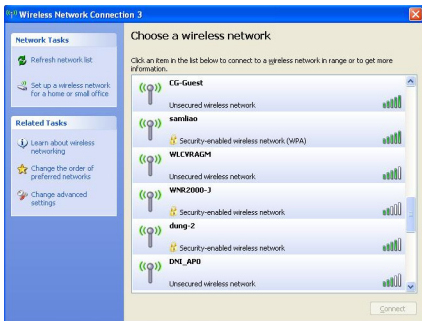 Wireless Network Connection 3
Network Tasks
Refresh network list
Set up a wireless network
for a home or small office
Related Tasks
Learn about wireless
networking
Change the order of
preferred networks
Change advanced
settings
Choose a wireless network
Click an item in the list below to connect to a wireless network in range or to get more
information.
CG-Guest
Unsecured wireless network
samliao
Security-enabled wireless network (WPA)
WLCVRAGM
Unsecured wireless network
WNR2000-J
Security-enabled wireless network
dung-2
Security-enabled wireless network
DNI_AP0
Unsecured wireless network
Connect